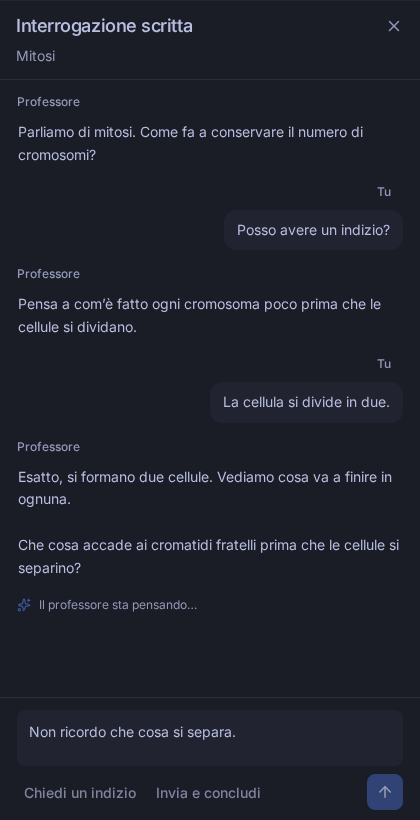 Interrogazione scritta
Mitosi
Professore
Parliamo di mitosi. Come fa a conservare il numero di
cromosomi?
Tu
Posso avere un indizio?
Professore
Pensa a com’è fatto ogni cromosoma poco prima che le
cellule si dividano.
Tu
La cellula si divide in due.
Professore
Esatto, si formano due cellule. Vediamo cosa va a finire in
ognuna.
Che cosa accade ai cromatidi fratelli prima che le cellule si
separino?
Il professore sta pensando...
Non ricordo che cosa si separa.
Chiedi un indizio
Invia e concludi